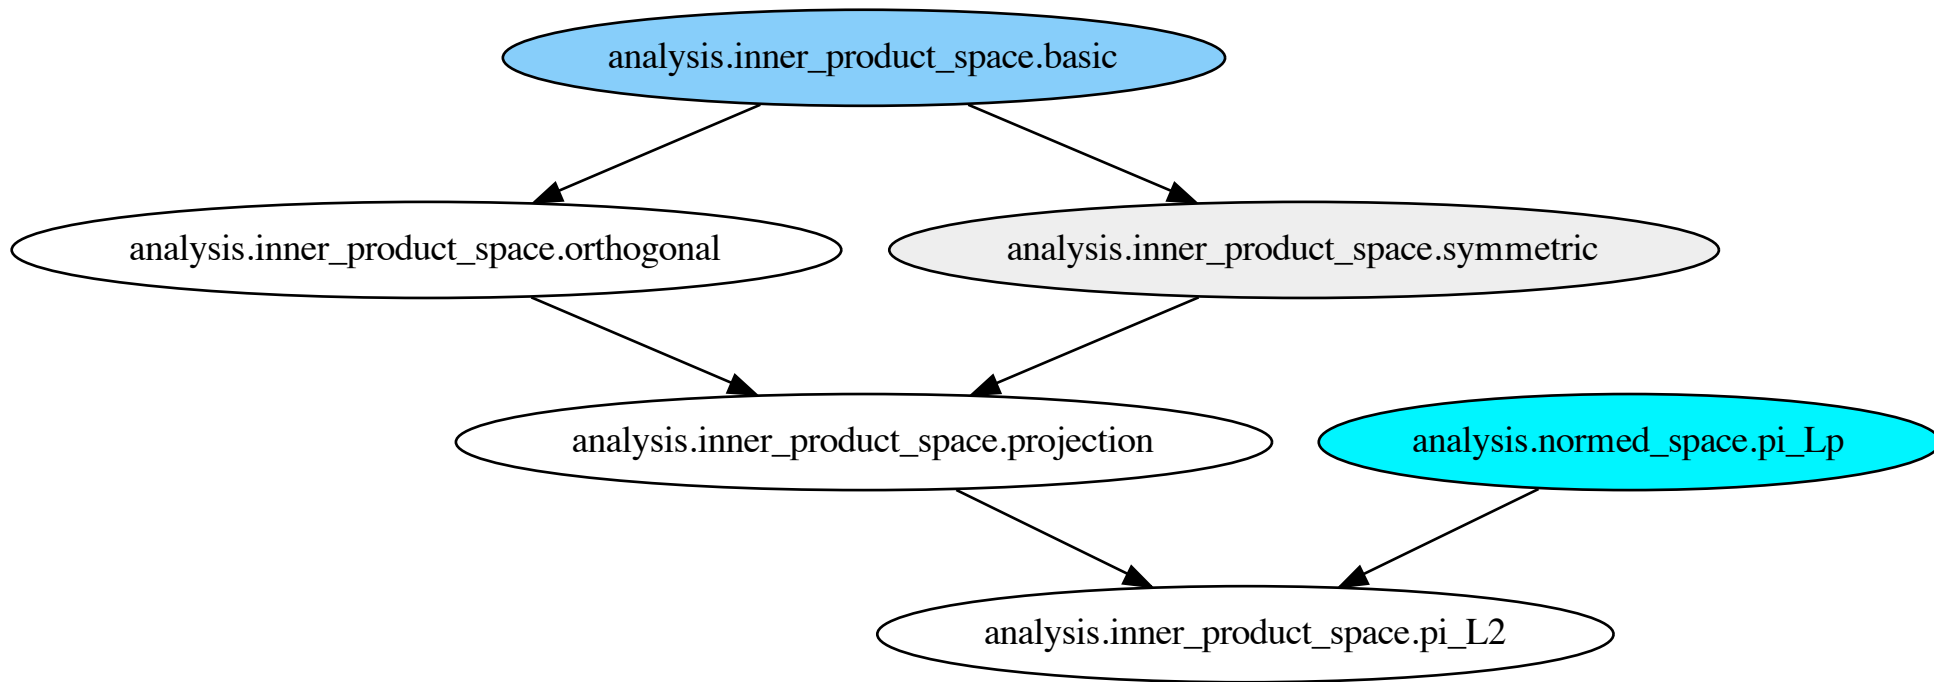 analysis.inner_product_space.basic
analysis.inner_product_space.orthogonal
analysis.inner_product_space.symmetric
analysis.inner_product_space.projection
analysis.normed_space.pi_Lp
analysis.inner_product_space.pi_L2